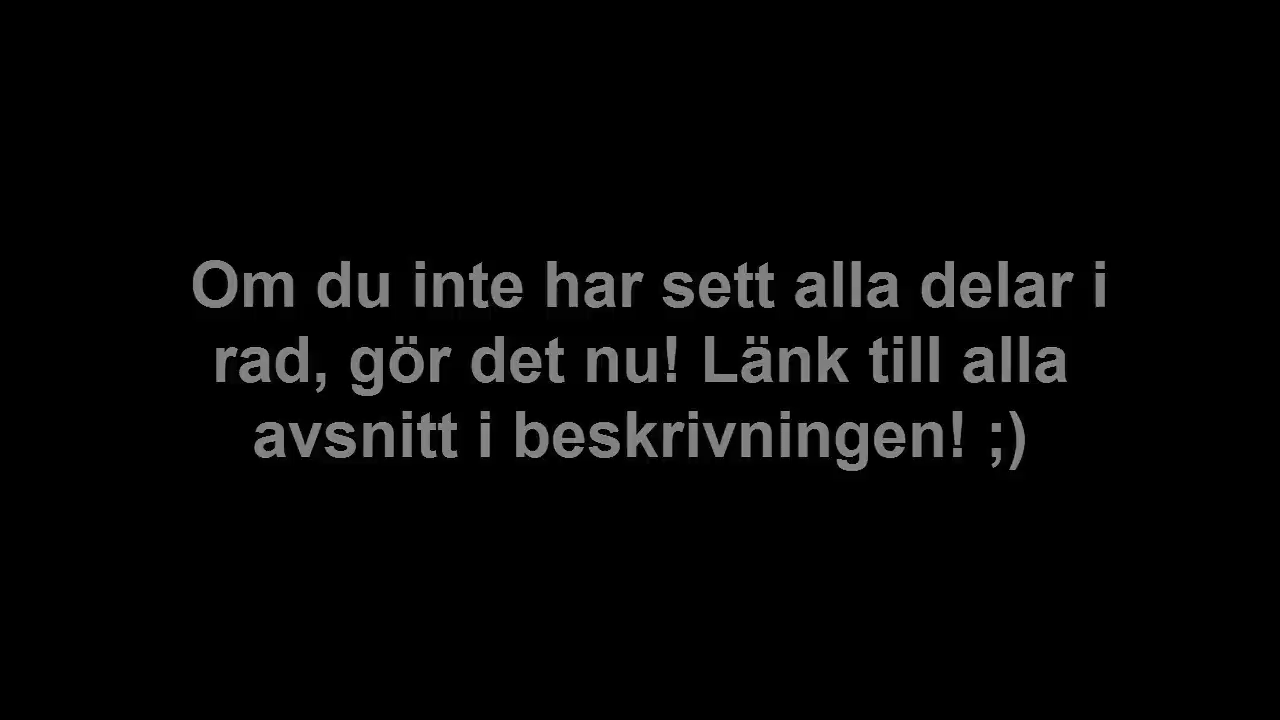 Om du inte har sett alla delar i
rad, gör det nu! Länk till alla
avsnitt i beskrivningen! ;)